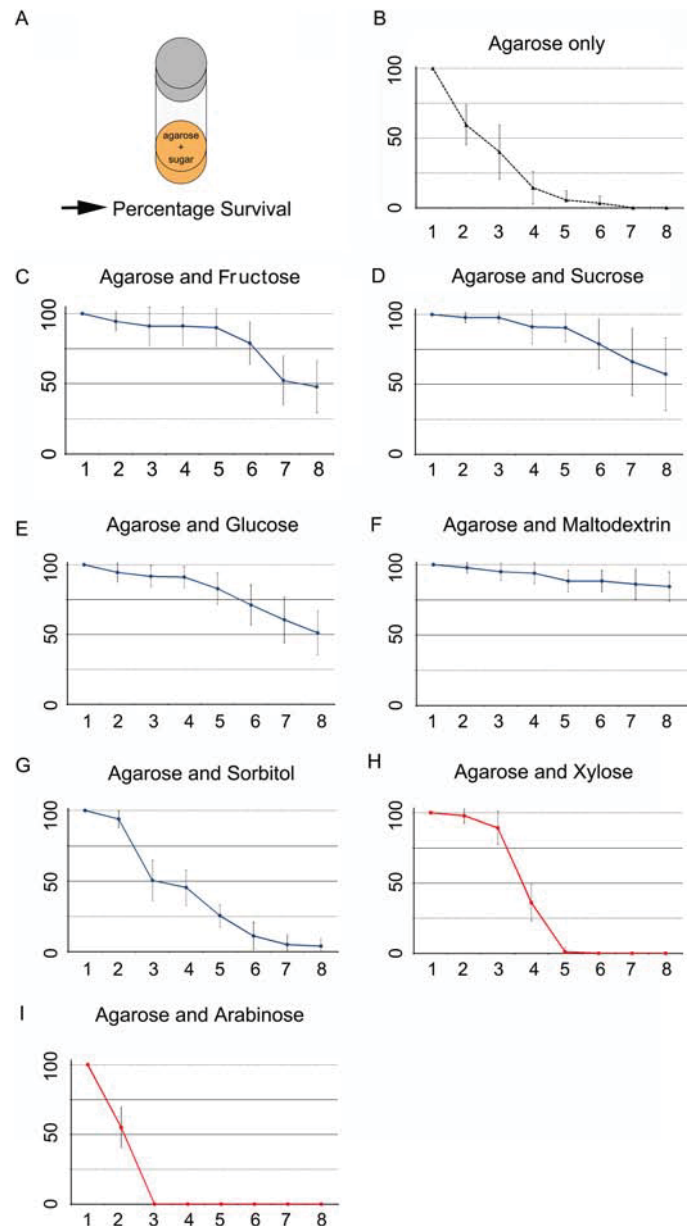 A
agarose
+
sugar
Percentage Survival
B
Agarose only
100
50
0
1 2 3 4 5 6 7 8
C
Agarose and Fructose
100
50
0
1 2 3 4 5 6 7 8
D
Agarose and Sucrose
100
50
0
1 2 3 4 5 6 7 8
E
Agarose and Glucose
100
50
0
1 2 3 4 5 6 7 8
F
Agarose and Maltodextrin
100
50
0
1 2 3 4 5 6 7 8
G
Agarose and Sorbitol
100
50
0
1 2 3 4 5 6 7 8
H
Agarose and Xylose
100
50
0
1 2 3 4 5 6 7 8
I
Agarose and Arabinose
100
50
0
1 2 3 4 5 6 7 8